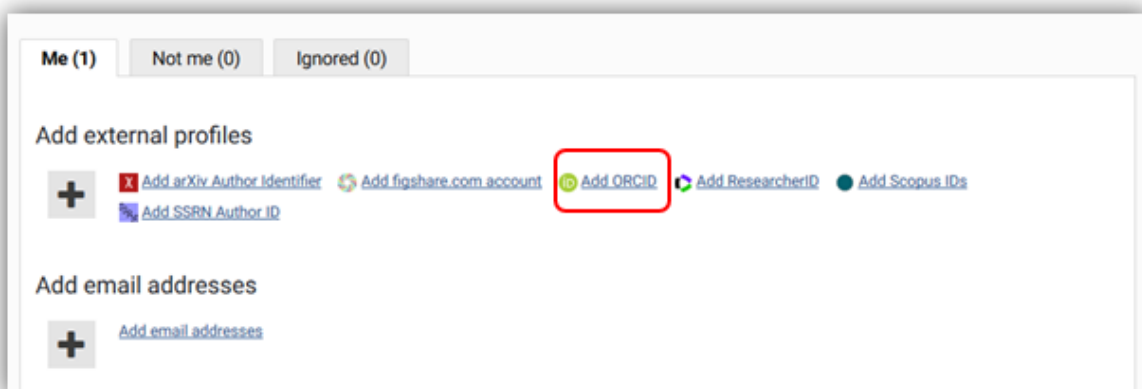 Me (1) Not me (0) Ignored (0)
Add external profiles
Add arXiv Author Identifier Add figshare.com account Add ORCID Add ResearcherID Add Scopus IDs
Add SSRN Author ID
Add email addresses
Add email addresses